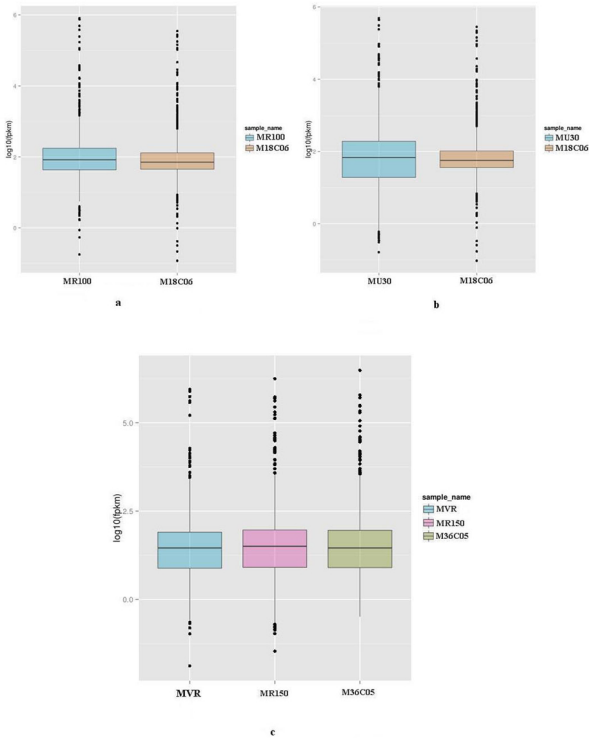 6
4
2
0
log10(fpkm)
MR100 M18C06
sample_name
MR100
M18C06
a
6
4
2
0
log10(fpkm)
MU30 M18C06
sample_name
MU30
M18C06
b
5.0
2.5
0.0
log10(fpkm)
MVR MR150 M36C05
sample_name
MVR
MR150
M36C05
c